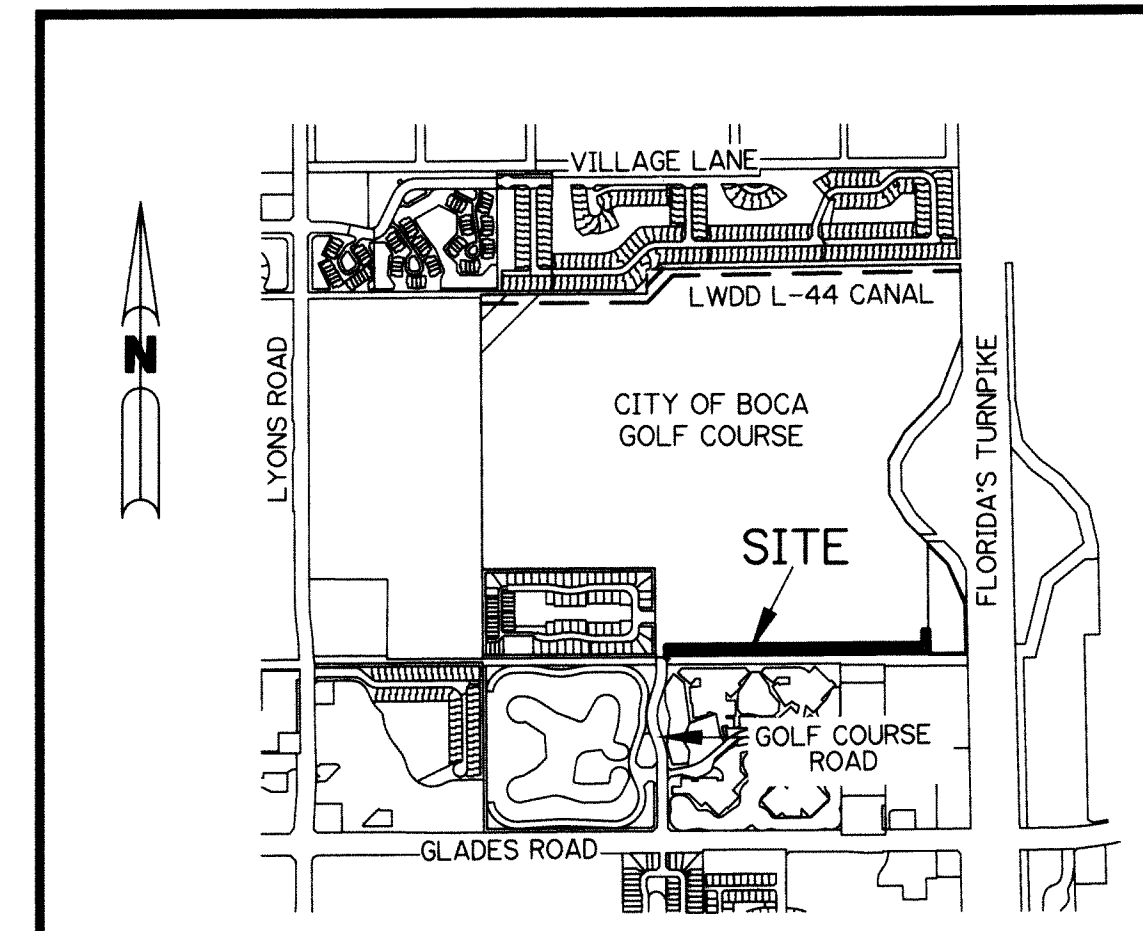 VILLAGE LANE
LWDD L-44 CANAL
N
LYONS ROAD
CITY OF BOCA
GOLF COURSE
FLORIDA'S TURNPIKE
SITE
GOLF COURSE
ROAD
GLADES ROAD